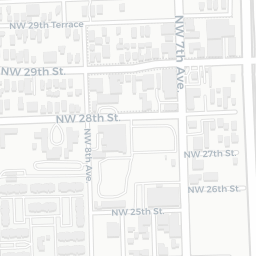 NW 29th Terrace
NW 7th Ave.
NW 29th St.
NW 28th St.
NW 8th Ave
NW 27th St.
NW 26th St.
NW 25th St.